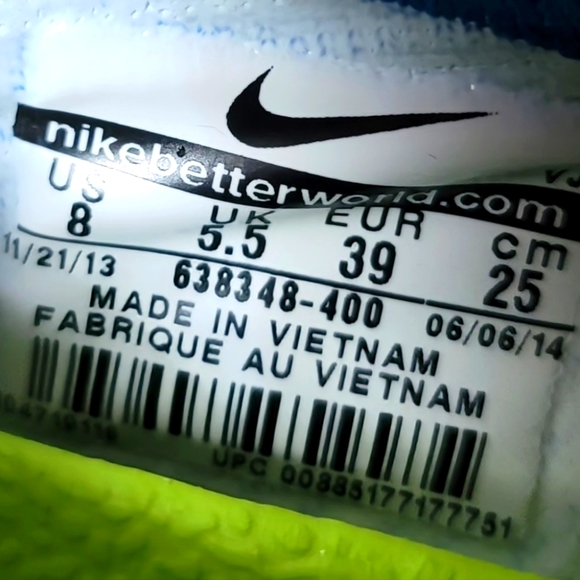 nikebetterworld.com
US UK EUR cm
8 5.5 39 25
11/21/13 638348-400 06/06/14
MADE IN VIETNAM
FABRIQUE AU VIETNAM
UPC 00885177177751